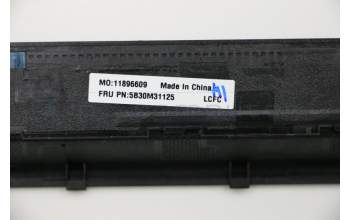 MO:11896609 Made In China
FRU PN:5B30M31125 LCFC